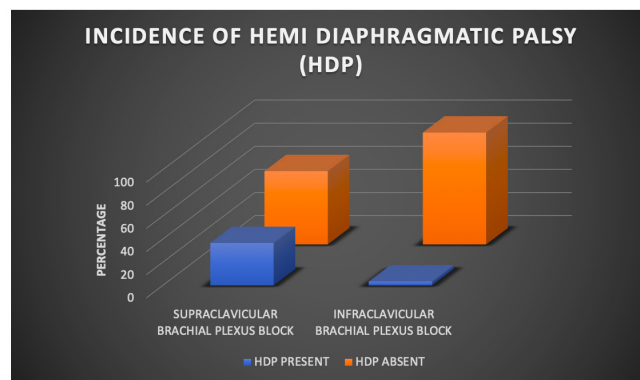 INCIDENCE OF HEMI DIAPHRAGMATIC PALSY
(HDP)
PERCENTAGE
100
80
60
40
20
0
SUPRACLAVICULAR
BRACHIAL PLEXUS BLOCK
INFRACLAVICULAR
BRACHIAL PLEXUS BLOCK
HDP PRESENT HDP ABSENT